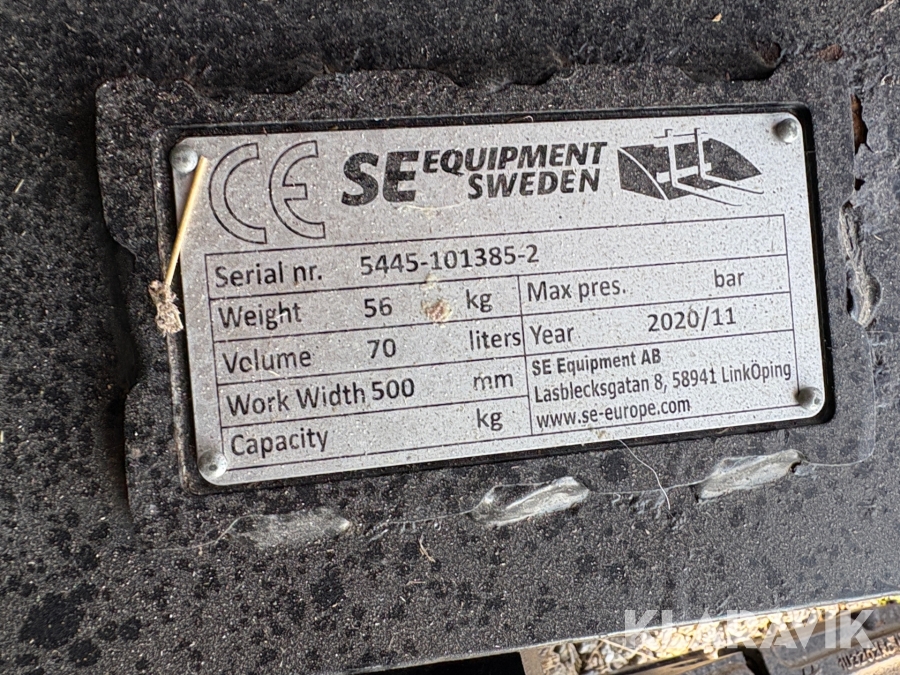 CE SE EQUIPMENT SWEDEN
Serial nr. 5445-101385-2
Weight 56 kg Max pres. bar
Volume 70 liters Year 2020/11
Work Width 500 mm SE Equipment AB
Lasblecksgatan 8, 58941 LinkÖping
Capacity kg www.se-europe.com
KLARAVIK